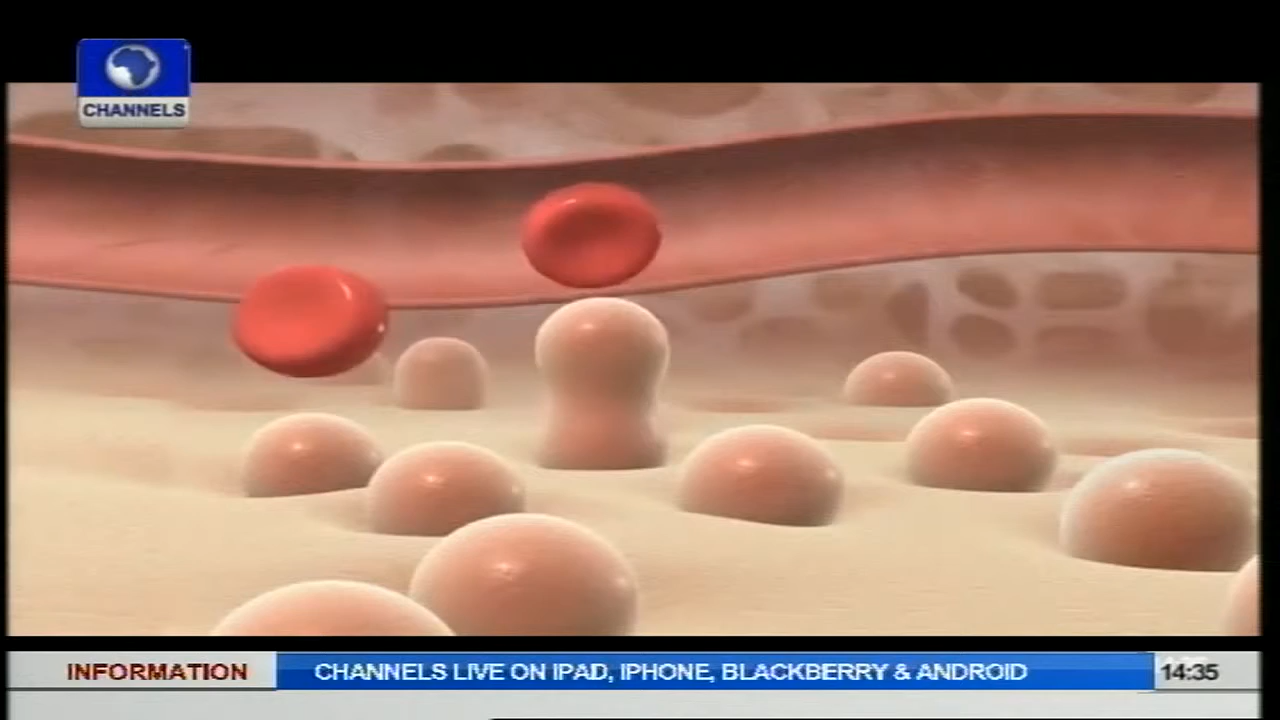 CHANNELS
INFORMATION
CHANNELS LIVE ON IPAD, IPHONE, BLACKBERRY & ANDROID
14:35